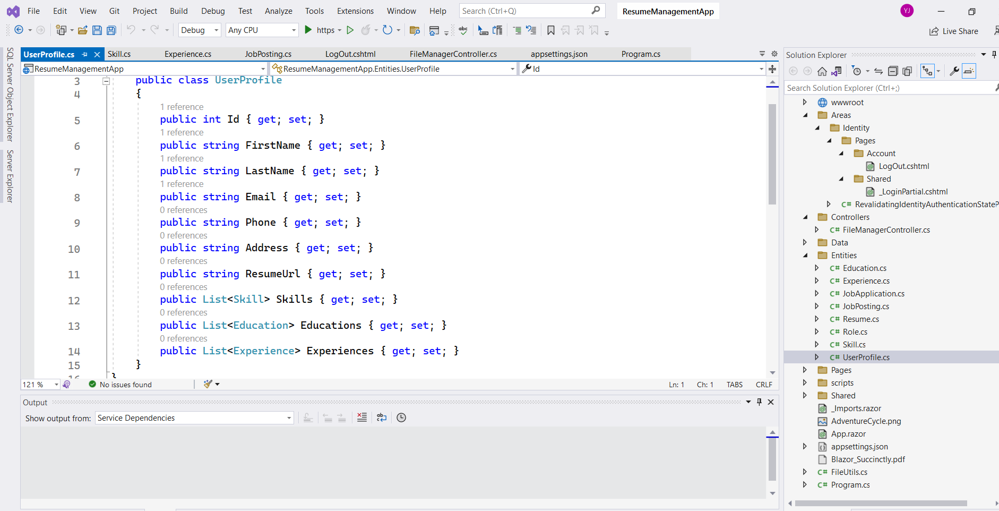 File Edit View Git Project Build Debug Test Analyze Tools Extensions Window Help Search (Ctrl+Q) ResumeManagementApp YJ
Debug Any CPU https Live Share
SQL Server Object Explorer
Server Explorer
UserProfile.cs Skill.cs Experience.cs JobPosting.cs LogOut.cshtml FileManagerController.cs appsettings.json Program.cs
ResumeManagementApp ResumeManagementApp.Entities.UserProfile Id
3 public class UserProfile
4 {
1 reference
5 public int Id { get; set; }
1 reference
6 public string FirstName { get; set; }
1 reference
7 public string LastName { get; set; }
1 reference
8 public string Email { get; set; }
0 references
9 public string Phone { get; set; }
0 references
10 public string Address { get; set; }
0 references
11 public string ResumeUrl { get; set; }
0 references
12 public List<Skill> Skills { get; set; }
0 references
13 public List<Education> Educations { get; set; }
0 references
14 public List<Experience> Experiences { get; set; }
15 }
16 }
121 % No issues found Ln: 1 Ch: 1 TABS CRLF
Output
Show output from: Service Dependencies
Solution Explorer
Search Solution Explorer (Ctrl+;)
wwwroot
Areas
Identity
Pages
Account
LogOut.cshtml
Shared
_LoginPartial.cshtml
C# RevalidatingIdentityAuthenticationStateP
Controllers
C# FileManagerController.cs
Data
Entities
C# Education.cs
C# Experience.cs
C# JobApplication.cs
C# JobPosting.cs
C# Resume.cs
C# Role.cs
C# Skill.cs
C# UserProfile.cs
Pages
scripts
Shared
_Imports.razor
AdventureCycle.png
App.razor
appsettings.json
Blazor_Succinctly.pdf
C# FileUtils.cs
C# Program.cs